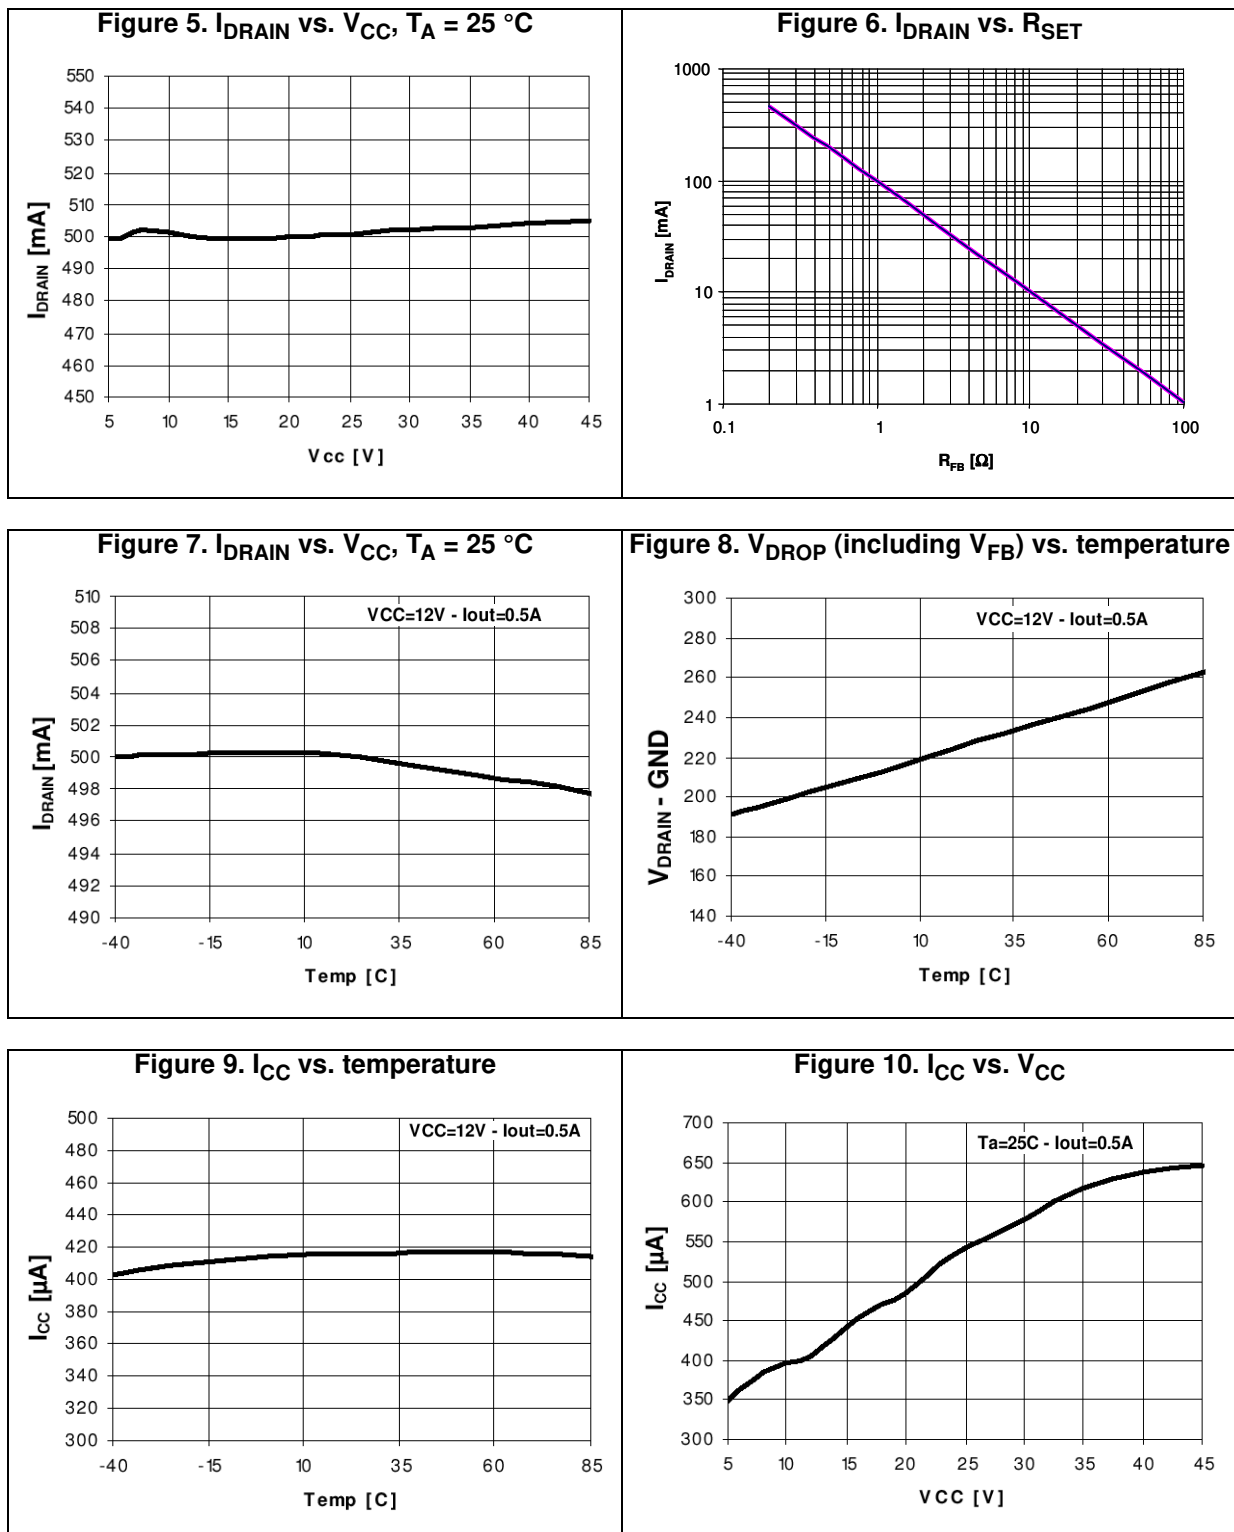 Figure 5. IDRAIN vs. VCC, TA = 25 °C
550
540
530
520
510
500
490
480
470
460
450
IDRAIN [mA]
5 10 15 20 25 30 35 40 45
Vcc [V]
Figure 6. IDRAIN vs. RSET
1000
100
10
1
IDRAIN [mA]
0.1 1 10 100
RFB [Ω]
Figure 7. IDRAIN vs. VCC, TA = 25 °C
VCC=12V - Iout=0.5A
510
508
506
504
502
500
498
496
494
492
490
IDRAIN [mA]
-40 -15 10 35 60 85
Temp [C]
Figure 8. VDROP (including VFB) vs. temperature
VCC=12V - Iout=0.5A
300
280
260
240
220
200
180
160
140
VDRAIN - GND
-40 -15 10 35 60 85
Temp [C]
Figure 9. ICC vs. temperature
VCC=12V - Iout=0.5A
500
480
460
440
420
400
380
360
340
320
300
ICC [µA]
-40 -15 10 35 60 85
Temp [C]
Figure 10. ICC vs. VCC
Ta=25C - Iout=0.5A
700
650
600
550
500
450
400
350
300
ICC [µA]
5 10 15 20 25 30 35 40 45
VCC [V]